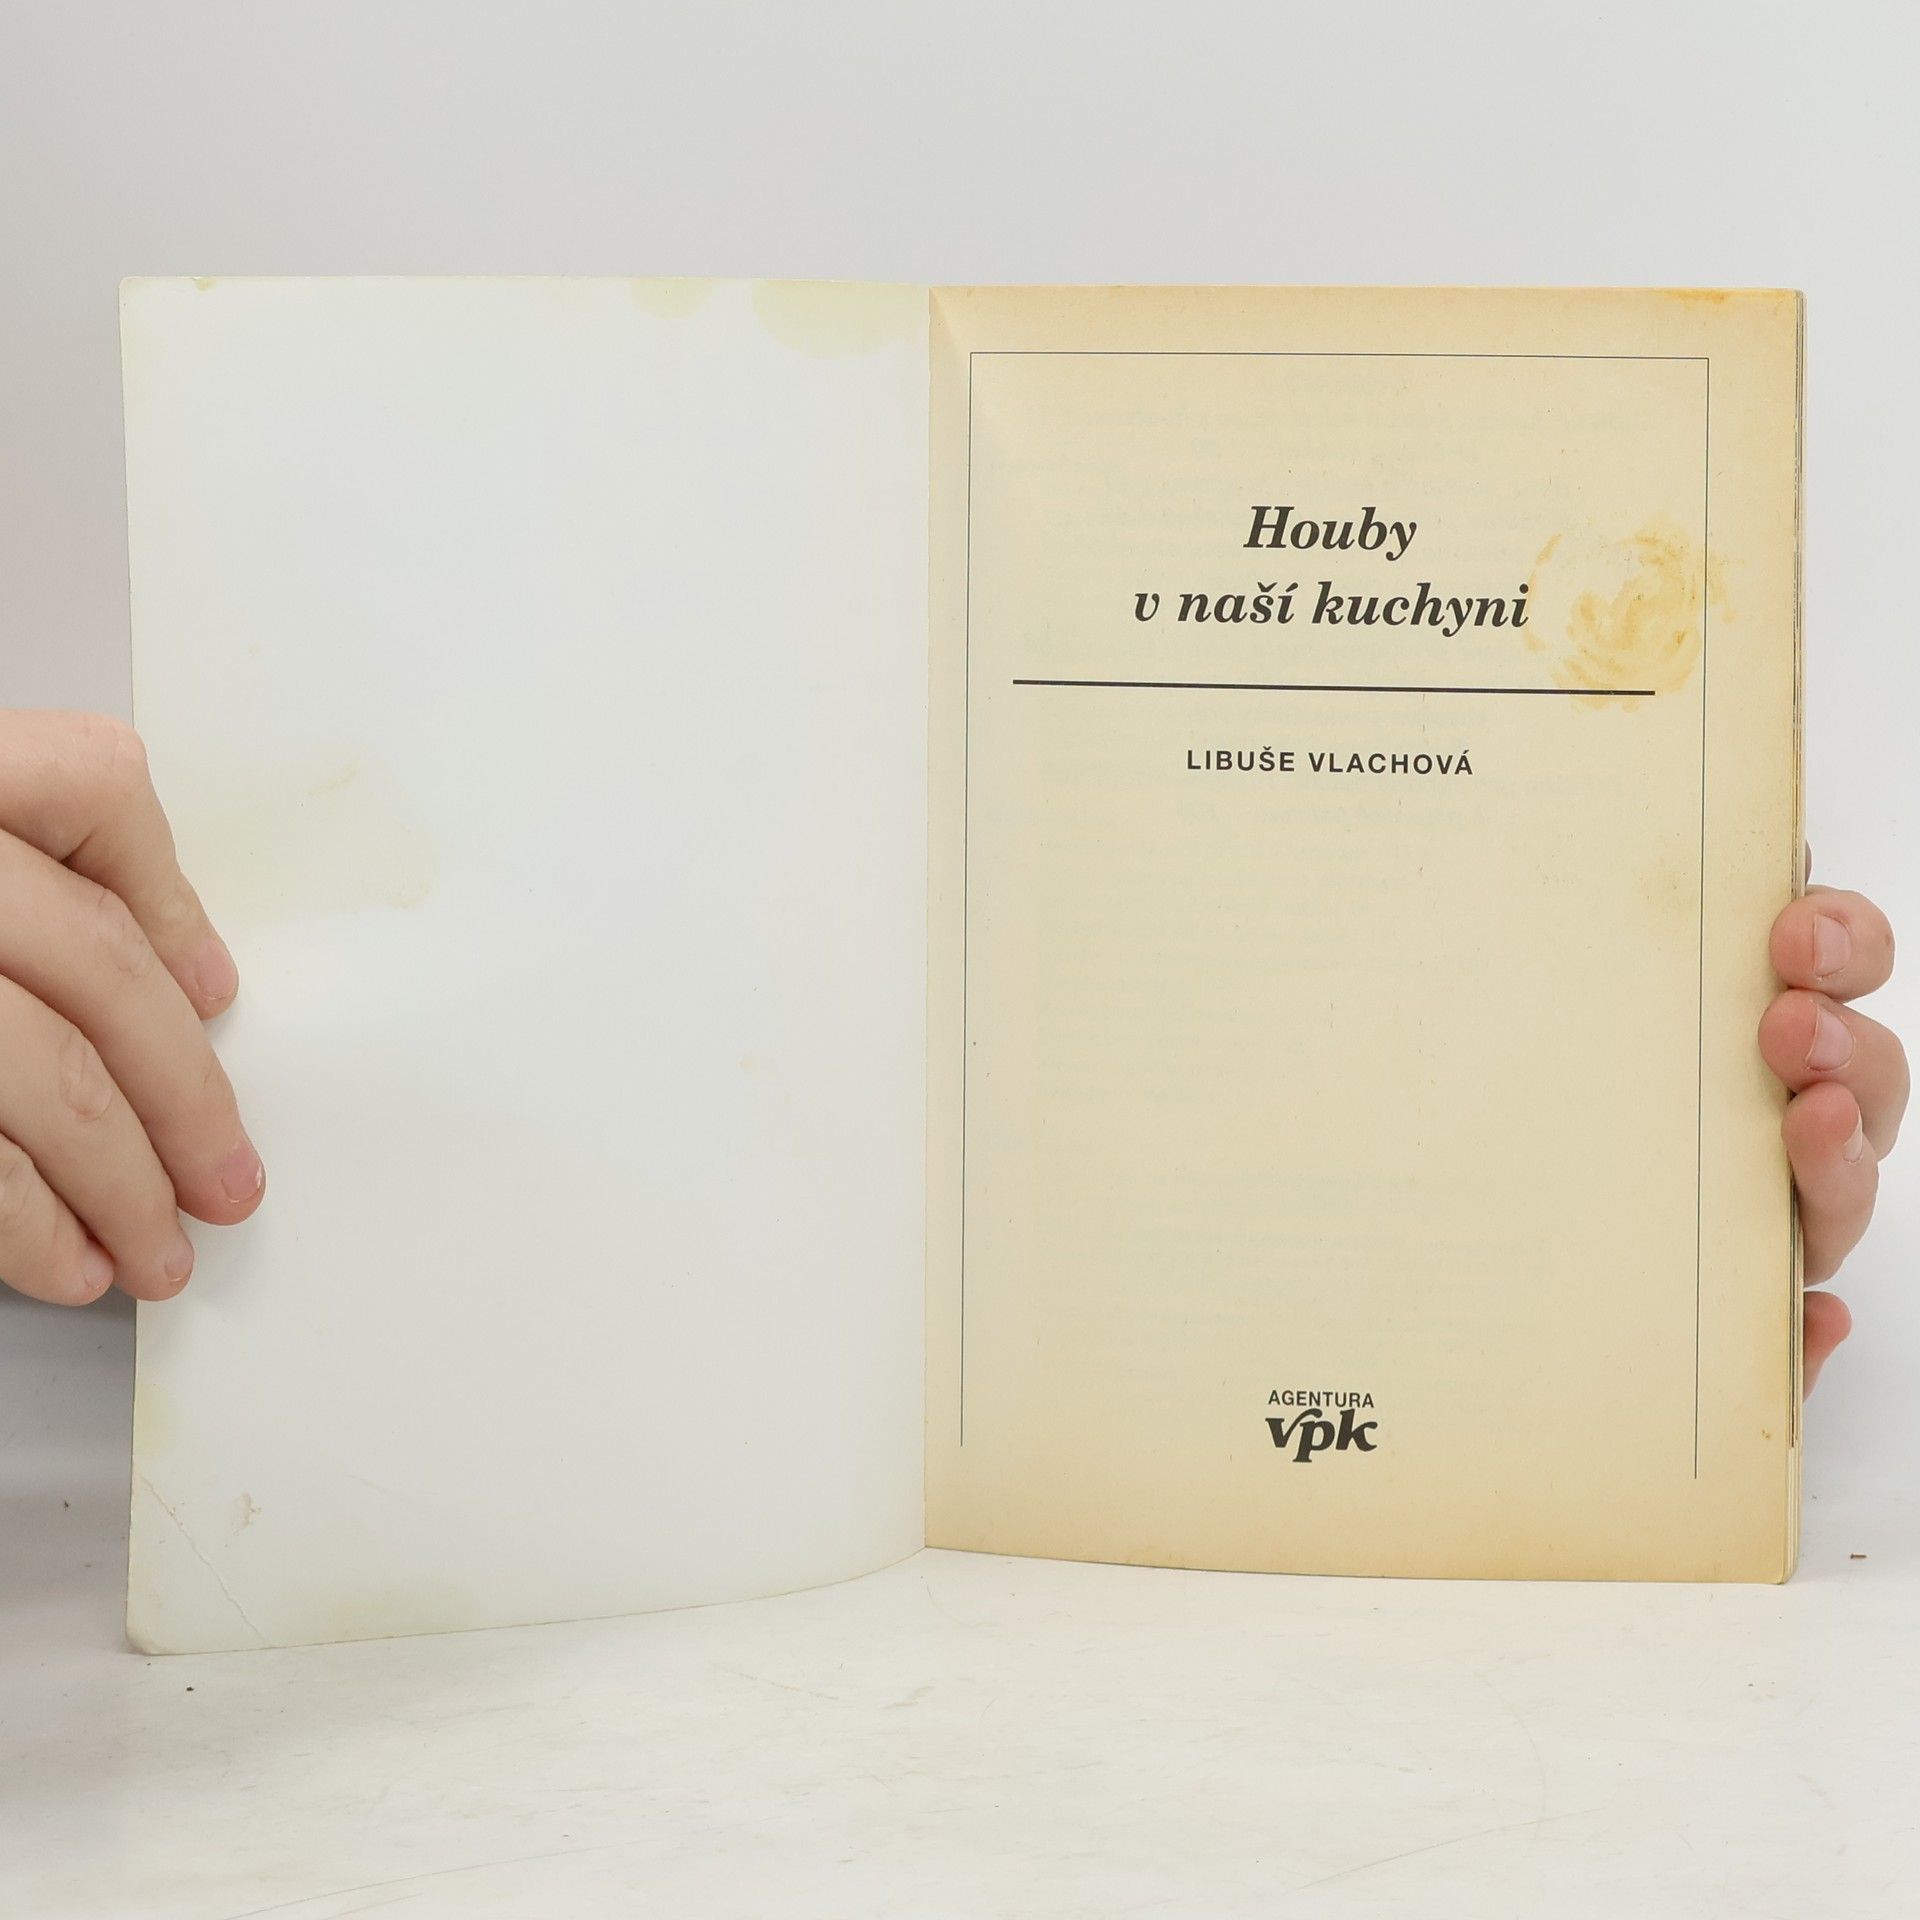 Houby
v naší kuchyni
LIBUŠE VLACHOVÁ
AGENTURA
vpk